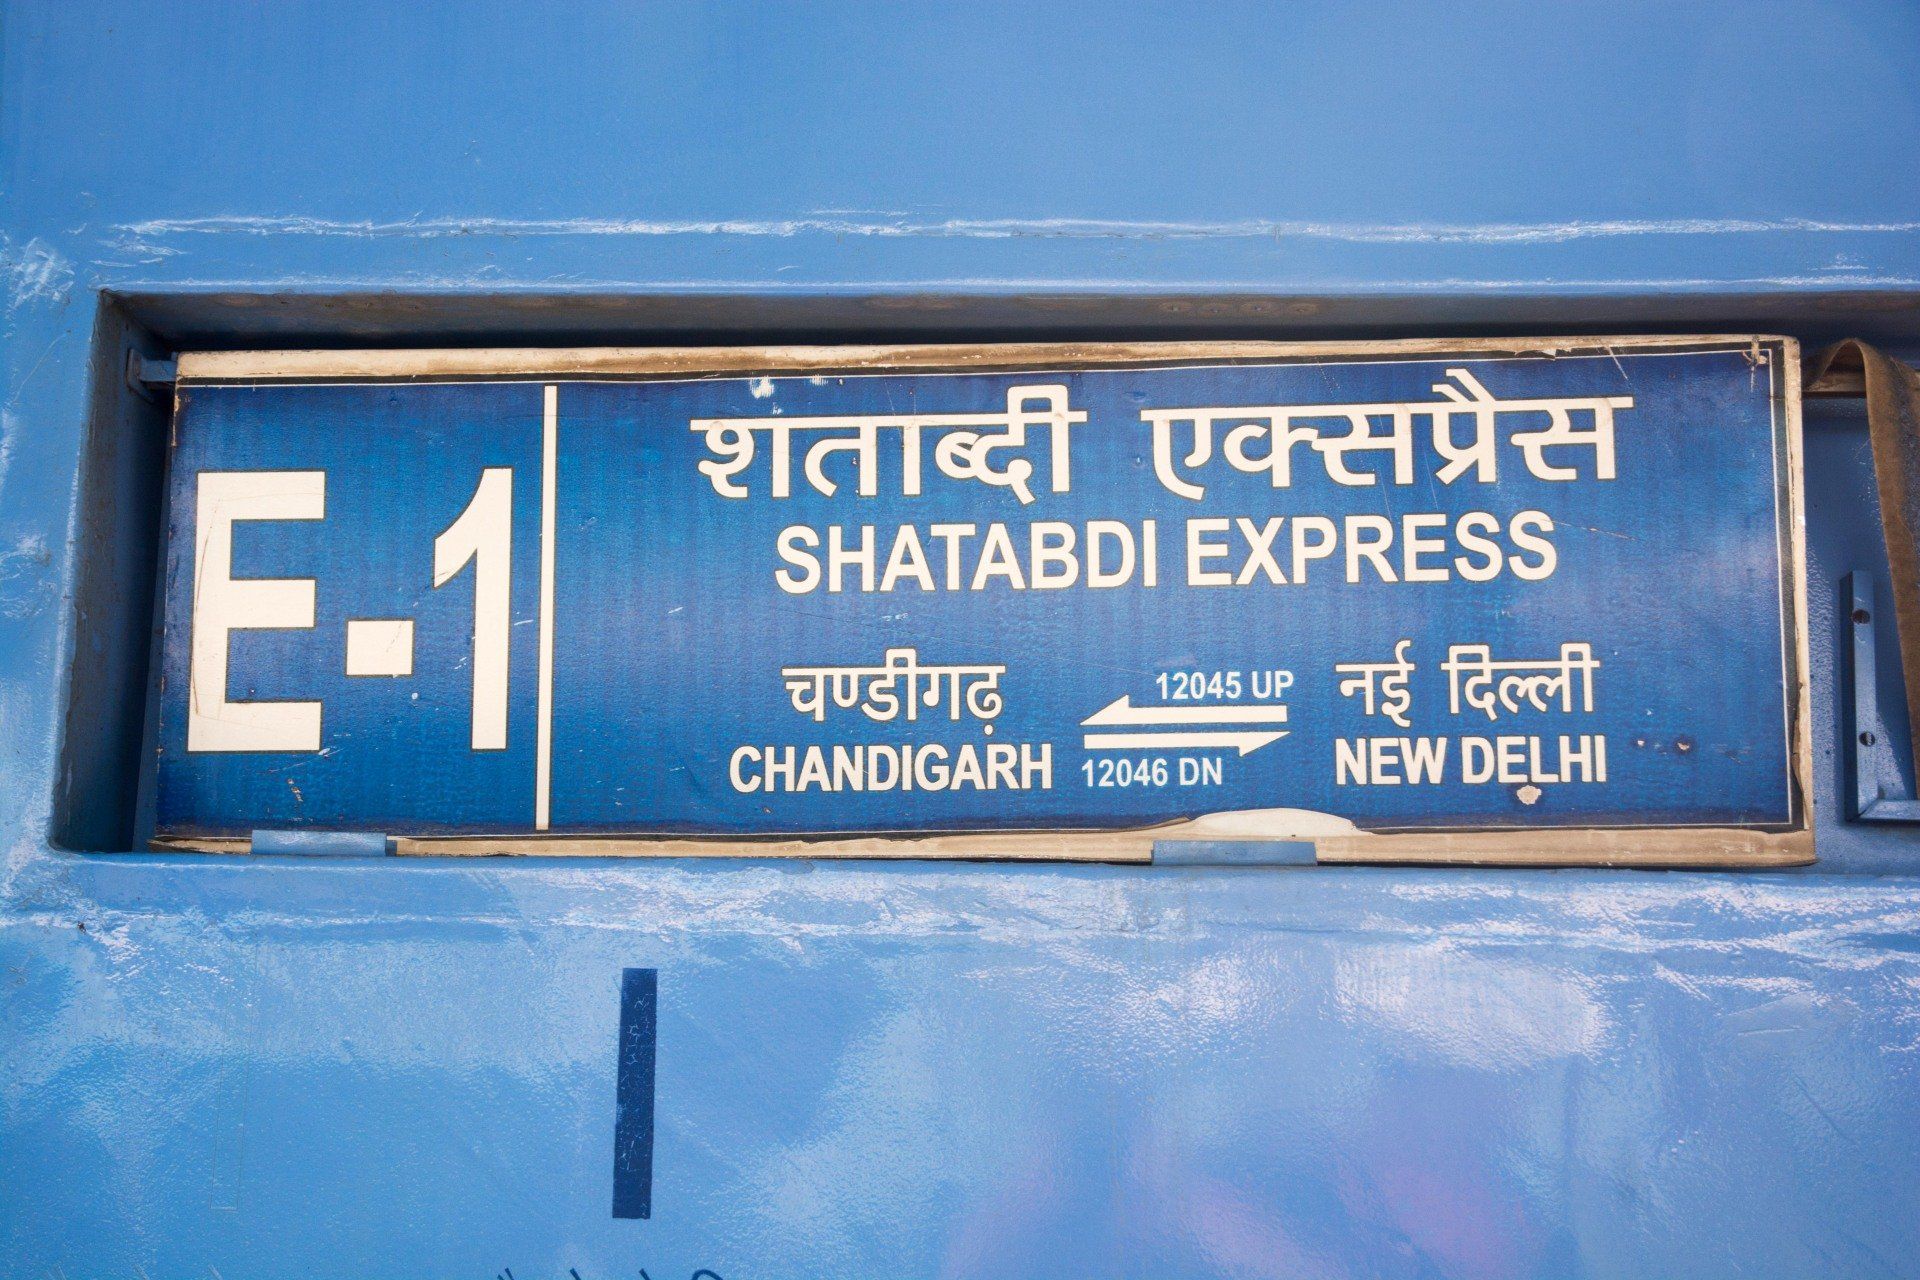 E-1
शताब्दी एक्सप्रैस
SHATABDI EXPRESS
चण्डीगढ़ 12045 UP नई दिल्ली
CHANDIGARH 12046 DN NEW DELHI